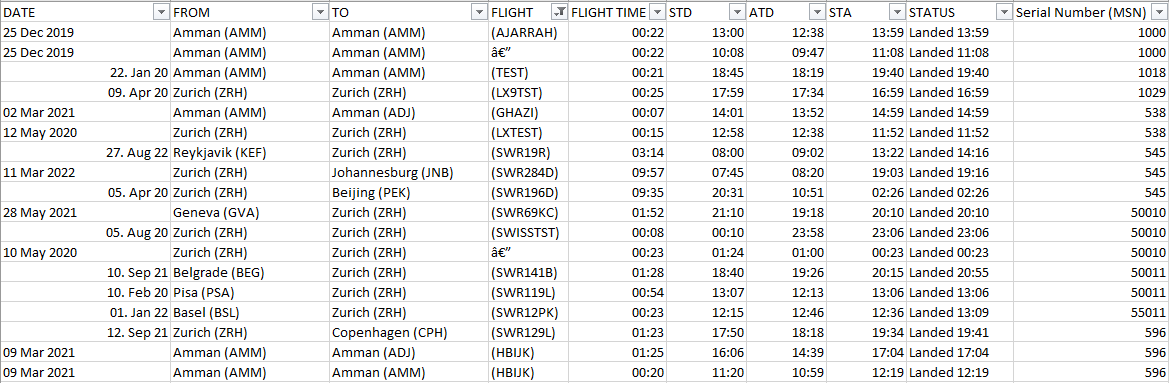 DATE FROM TO FLIGHT FLIGHT TIME STD ATD STA STATUS Serial Number (MSN)
25 Dec 2019 Amman (AMM) Amman (AMM) (AJARRAH) 00:22 13:00 12:38 13:59 Landed 13:59 1000
25 Dec 2019 Amman (AMM) Amman (AMM) â€” 00:22 10:08 09:47 11:08 Landed 11:08 1000
22. Jan 20 Amman (AMM) Amman (AMM) (TEST) 00:21 18:45 18:19 19:40 Landed 19:40 1018
09. Apr 20 Zurich (ZRH) Zurich (ZRH) (LX9TST) 00:25 17:59 17:34 16:59 Landed 16:59 1029
02 Mar 2021 Amman (AMM) Amman (ADJ) (GHAZI) 00:07 14:01 13:52 14:59 Landed 14:59 538
12 May 2020 Zurich (ZRH) Zurich (ZRH) (LXTEST) 00:15 12:58 12:38 11:52 Landed 11:52 538
27. Aug 22 Reykjavik (KEF) Zurich (ZRH) (SWR19R) 03:14 08:00 09:02 13:22 Landed 14:16 545
11 Mar 2022 Zurich (ZRH) Johannesburg (JNB) (SWR284D) 09:57 07:45 08:20 19:03 Landed 19:16 545
05. Apr 20 Zurich (ZRH) Beijing (PEK) (SWR196D) 09:35 20:31 10:51 02:26 Landed 02:26 545
28 May 2021 Geneva (GVA) Zurich (ZRH) (SWR69KC) 01:52 21:10 19:18 20:10 Landed 20:10 50010
05. Aug 20 Zurich (ZRH) Zurich (ZRH) (SWISSTST) 00:08 00:10 23:58 23:06 Landed 23:06 50010
10 May 2020 Zurich (ZRH) Zurich (ZRH) â€” 00:23 01:24 01:00 00:23 Landed 00:23 50010
10. Sep 21 Belgrade (BEG) Zurich (ZRH) (SWR141B) 01:28 18:40 19:26 20:15 Landed 20:55 50011
10. Feb 20 Pisa (PSA) Zurich (ZRH) (SWR119L) 00:54 13:07 12:13 13:06 Landed 13:06 50011
01. Jan 22 Basel (BSL) Zurich (ZRH) (SWR12PK) 00:23 12:15 12:46 12:36 Landed 13:09 55011
12. Sep 21 Zurich (ZRH) Copenhagen (CPH) (SWR129L) 01:23 17:50 18:18 19:34 Landed 19:41 596
09 Mar 2021 Amman (AMM) Amman (ADJ) (HBIJK) 01:25 16:06 14:39 17:04 Landed 17:04 596
09 Mar 2021 Amman (AMM) Amman (AMM) (HBIJK) 00:20 11:20 10:59 12:19 Landed 12:19 596